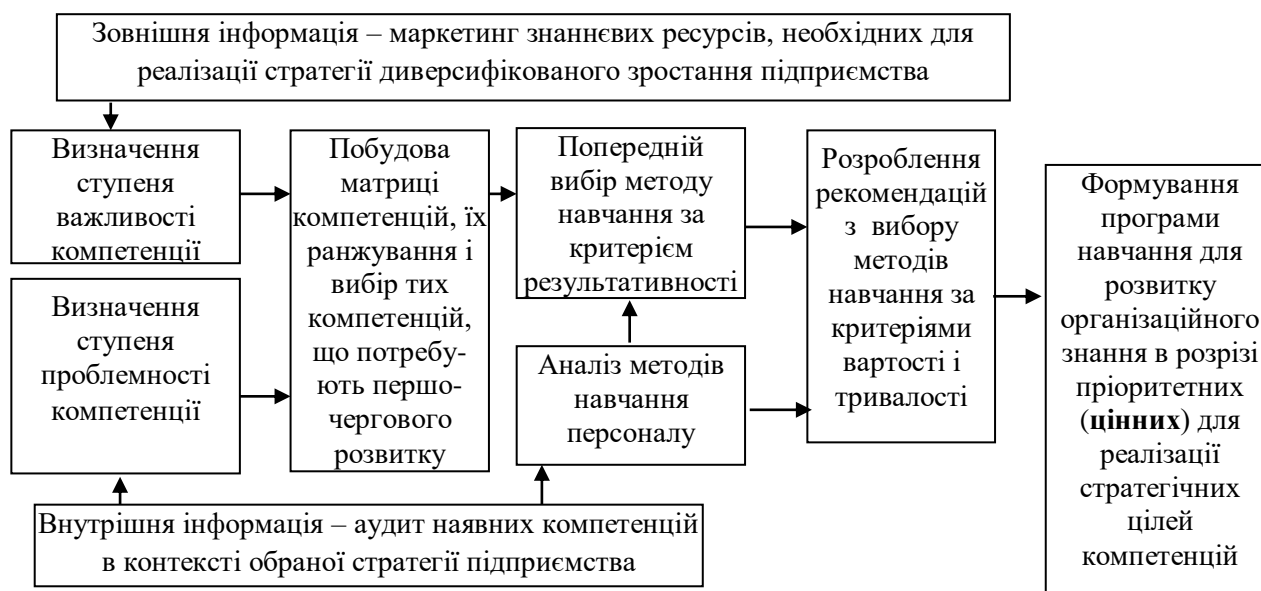 Зовнішня інформація – маркетинг знаннєвих ресурсів, необхідних для
реалізації стратегії диверсифікованого зростання підприємства
Визначення
ступеня
важливості
компетенції
Визначення
ступеня
проблемності
компетенції
Побудова
матриці
компетенцій, їх
ранжування і
вибір тих
компетенцій,
що потребу-
ють першо-
чергового
розвитку
Попередній
вибір методу
навчання за
критерієм
результативності
Аналіз методів
навчання
персоналу
Розроблення
рекомендацій
з вибору
методів
навчання за
критеріями
вартості і
тривалості
Формування
програми
навчання для
розвитку
організаційного
знання в розрізі
пріоритетних
(цінних) для
реалізації
стратегічних
цілей
компетенцій
Внутрішня інформація – аудит наявних компетенцій
в контексті обраної стратегії підприємства